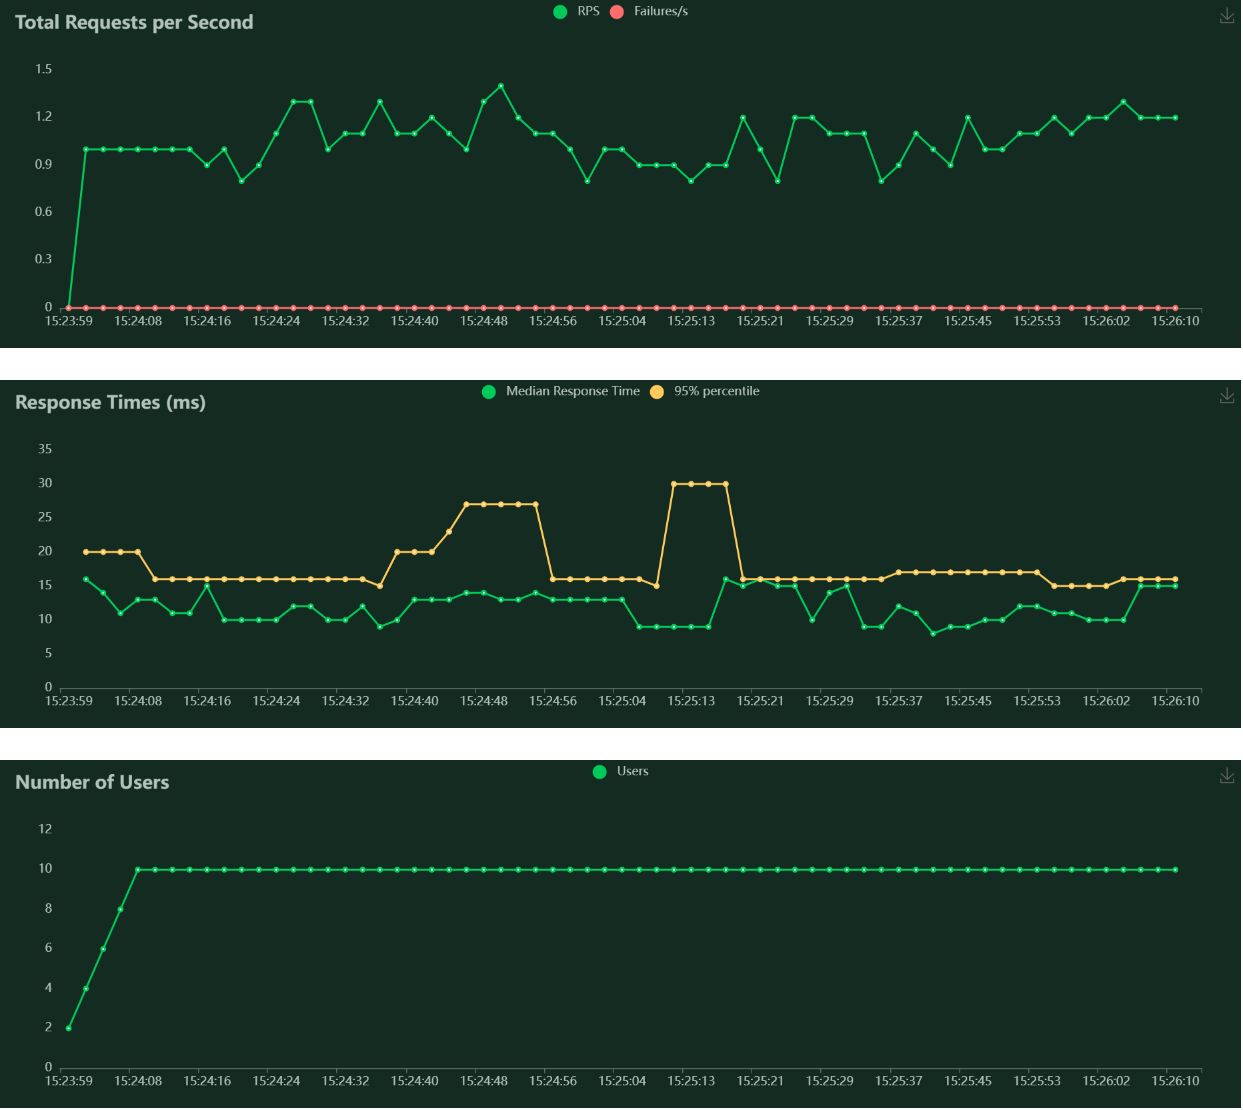 Total Requests per Second
RPS Failures/s
1.5
1.2
0.9
0.6
0.3
0
15:23:59 15:24:08 15:24:16 15:24:24 15:24:32 15:24:40 15:24:48 15:24:56 15:25:04 15:25:13 15:25:21 15:25:29 15:25:37 15:25:45 15:25:53 15:26:02 15:26:10
Response Times (ms)
Median Response Time 95% percentile
35
30
25
20
15
10
5
0
15:23:59 15:24:08 15:24:16 15:24:24 15:24:32 15:24:40 15:24:48 15:24:56 15:25:04 15:25:13 15:25:21 15:25:29 15:25:37 15:25:45 15:25:53 15:26:02 15:26:10
Number of Users
Users
12
10
8
6
4
2
0
15:23:59 15:24:08 15:24:16 15:24:24 15:24:32 15:24:40 15:24:48 15:24:56 15:25:04 15:25:13 15:25:21 15:25:29 15:25:37 15:25:45 15:25:53 15:26:02 15:26:10